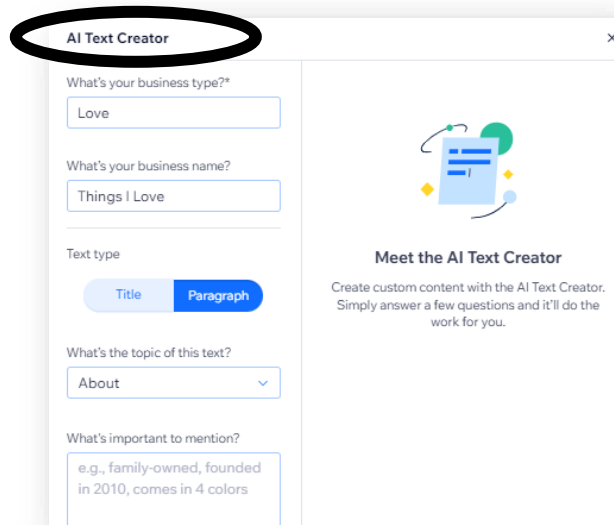 AI Text Creator
What's your business type?*
Love
What's your business name?
Things I Love
Text type
Title
Paragraph
What's the topic of this text?
About
What's important to mention?
e.g., family-owned, founded
in 2010, comes in 4 colors
Meet the AI Text Creator
Create custom content with the AI Text Creator.
Simply answer a few questions and it'll do the
work for you.